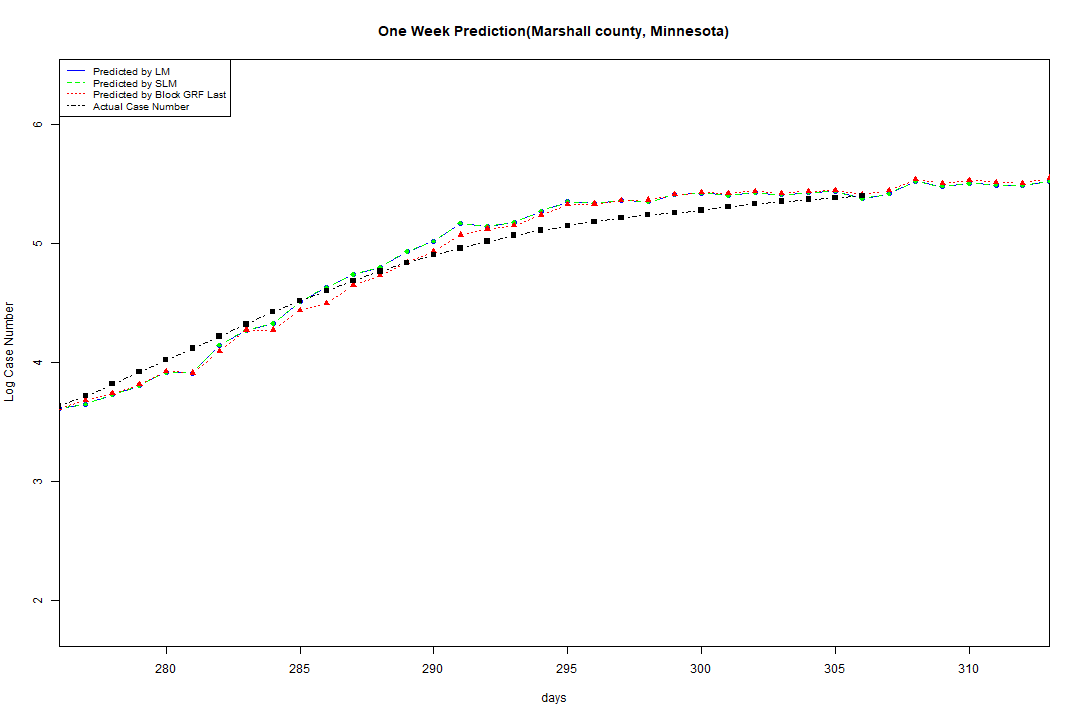 One Week Prediction(Marshall county, Minnesota)
Predicted by LM
Predicted by SLM
Predicted by Block GRF Last
Actual Case Number
6
5
4
3
2
Log Case Number
280 285 290 295 300 305 310
days